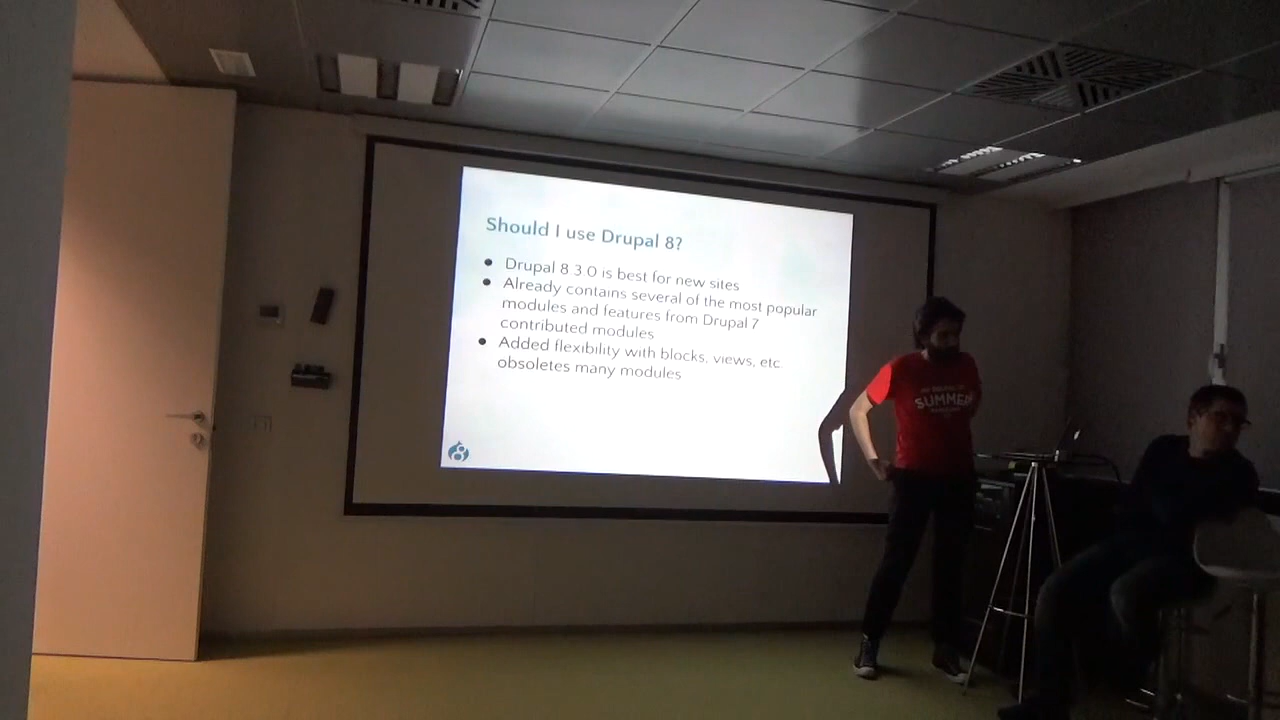 Should I use Drupal 8?
● Drupal 8.3.0 is best for new sites
● Already contains several of the most popular
modules and features from Drupal 7
contributed modules
● Added flexibility with blocks, views, etc.
obsoletes many modules
SUMMER